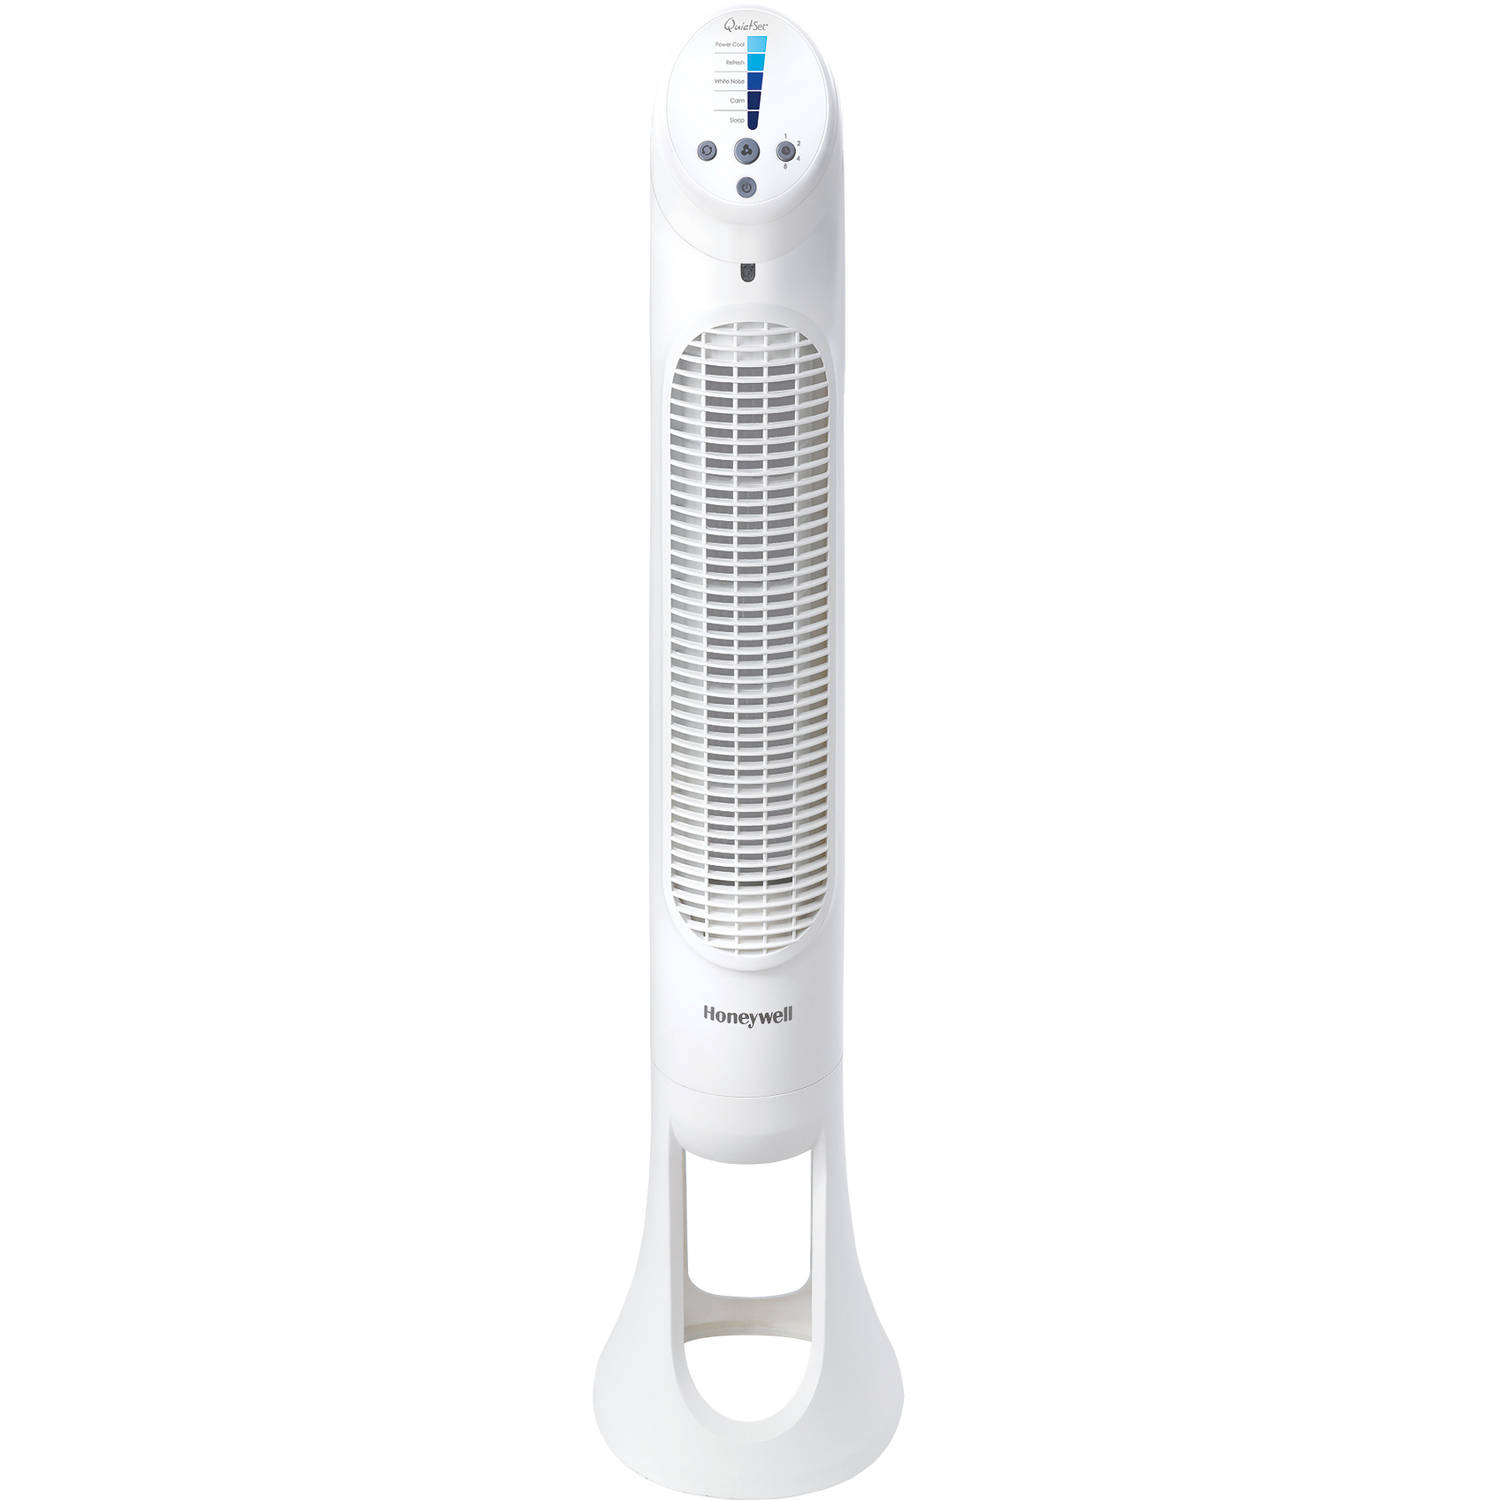 QuietSet
Power Cool
Refresh
White Noise
Calm
Sleep
1
2
4
8
Honeywell